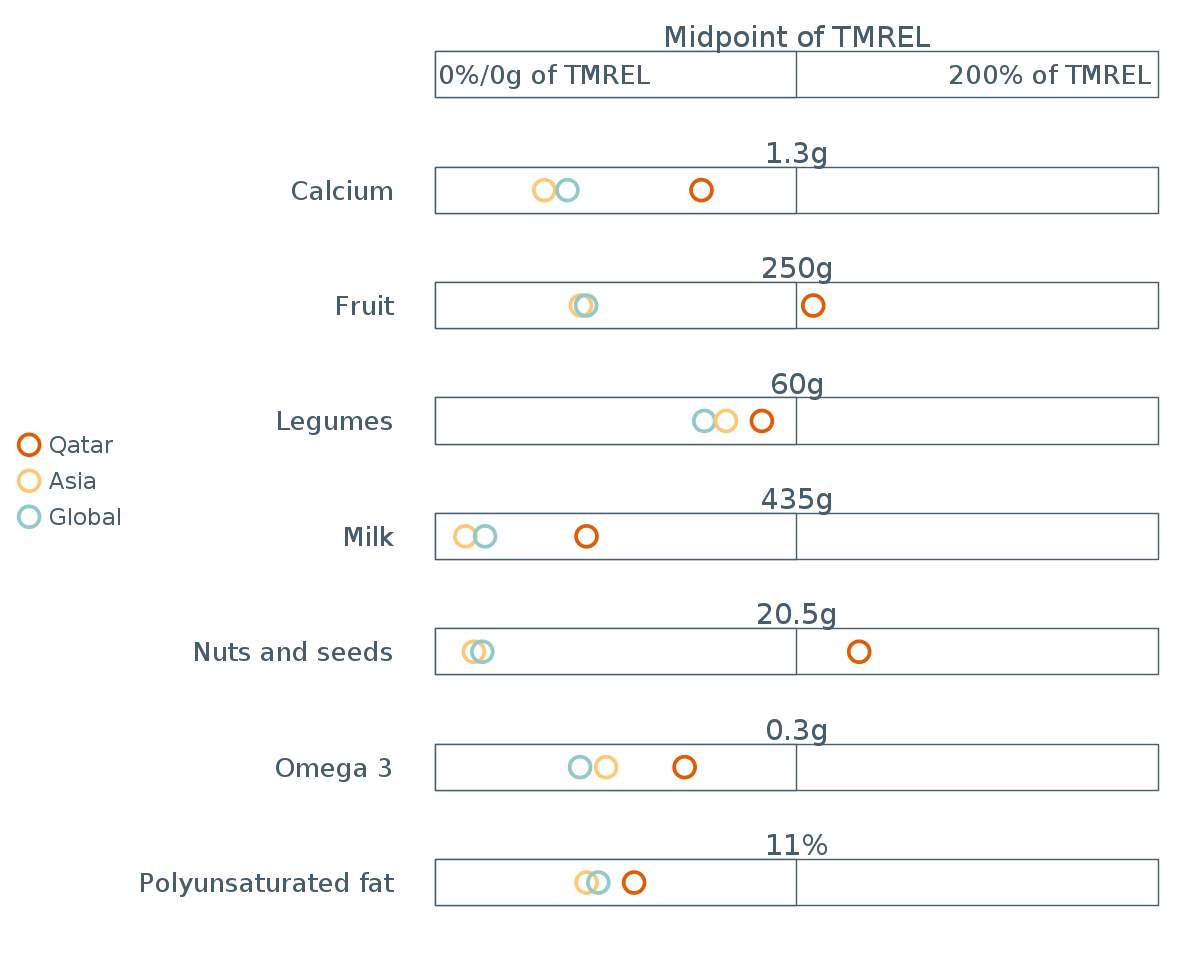 Midpoint of TMREL
0%/0g of TMREL
200% of TMREL
1.3g
Calcium
250g
Fruit
60g
Legumes
Qatar
Asia
Global
435g
Milk
20.5g
Nuts and seeds
0.3g
Omega 3
11%
Polyunsaturated fat